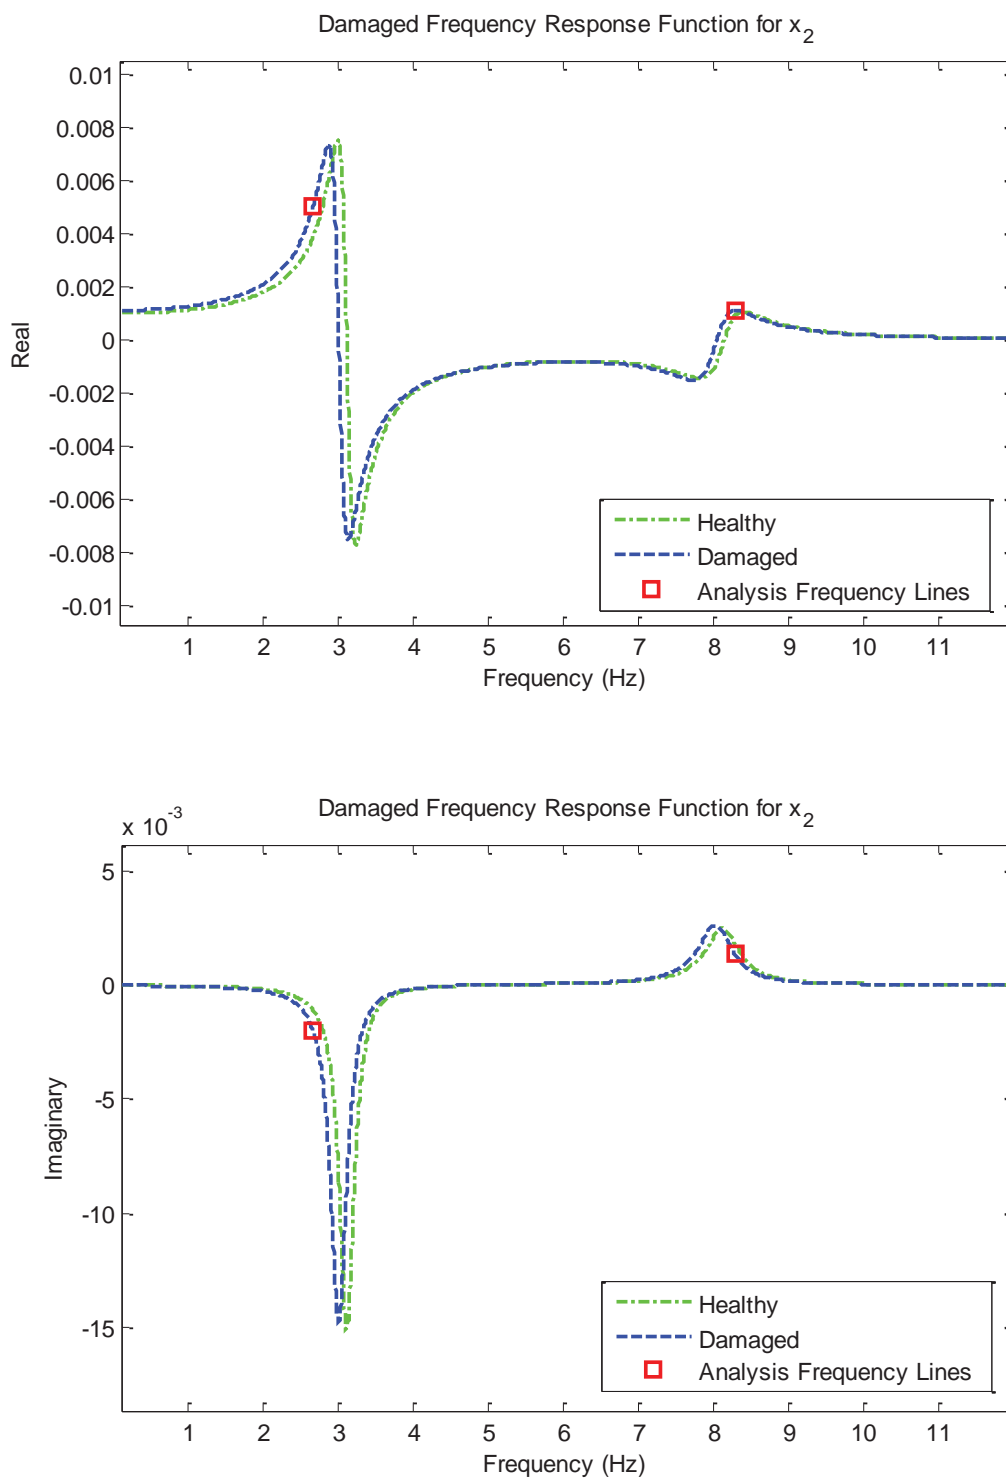 Damaged Frequency Response Function for x2
0.01
0.008
0.006
0.004
0.002
0
-0.002
-0.004
-0.006
-0.008
-0.01
Real
Healthy
Damaged
Analysis Frequency Lines
1 2 3 4 5 6 7 8 9 10 11
Frequency (Hz)
Damaged Frequency Response Function for x2
x 10-3
5
0
-5
-10
-15
Imaginary
Healthy
Damaged
Analysis Frequency Lines
1 2 3 4 5 6 7 8 9 10 11
Frequency (Hz)